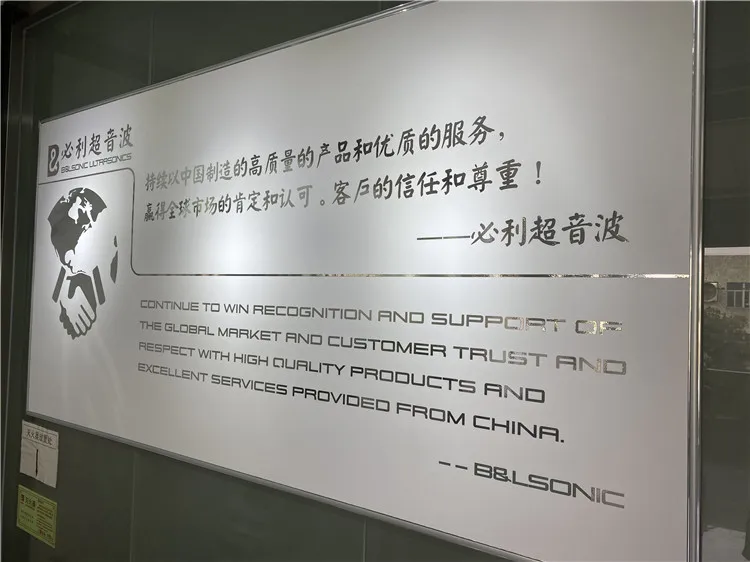 必利超音波
B&LSONIC ULTRASONICS
持续以中国制造的高质量的产品和优质的服务，
赢得全球市场的肯定和认可。客戶的信任和尊重！
——必利超音波
CONTINUE TO WIN RECOGNITION AND SUPPORT OF
THE GLOBAL MARKET AND CUSTOMER TRUST AND
RESPECT WITH HIGH QUALITY PRODUCTS AND
EXCELLENT SERVICES PROVIDED FROM CHINA.
-- B&LSONIC